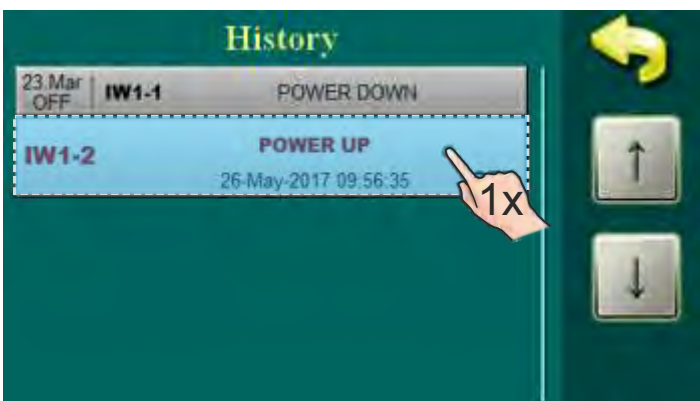 History
23.Mar
OFF
IW1-1
POWER DOWN
IW1-2
POWER UP
26-May-2017 09:56:35
1x